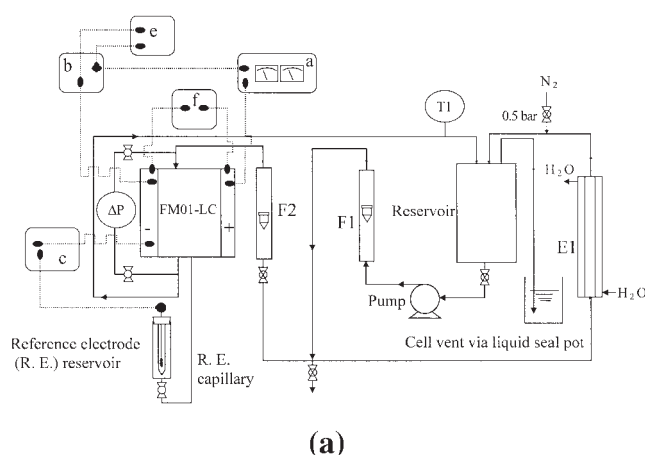 e
b
a
f
N2
T1
0.5 bar
H2O
ΔP
-
FM01-LC
+
F2
F1
Reservoir
E1
c
H2O
Pump
Reference electrode
(R. E.) reservoir
R. E.
capillary
Cell vent via liquid seal pot
(a)